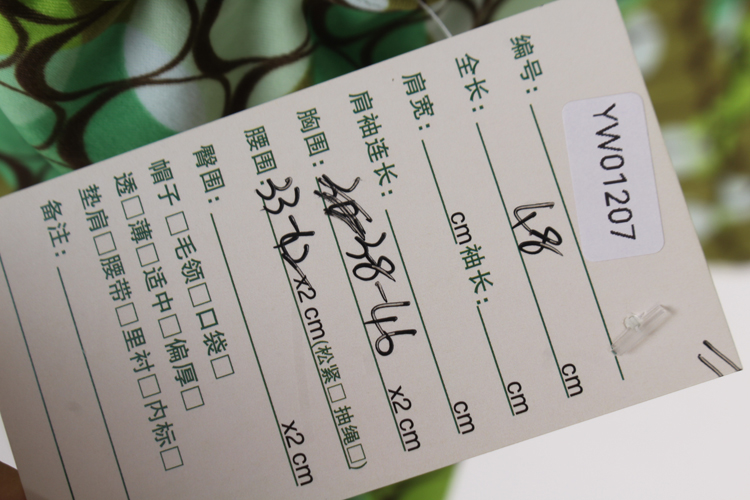 YW01207
编号:
全长: 48 cm
肩宽: cm 袖长: cm
肩袖连长: cm
胸围: 38-46 x2 cm
腰围 33-62 x2 cm(松紧□ 抽绳□)
臀围: x2 cm
帽子□毛领□口袋□
透□薄□适中□偏厚□
垫肩□腰带□里衬□内标□
备注: